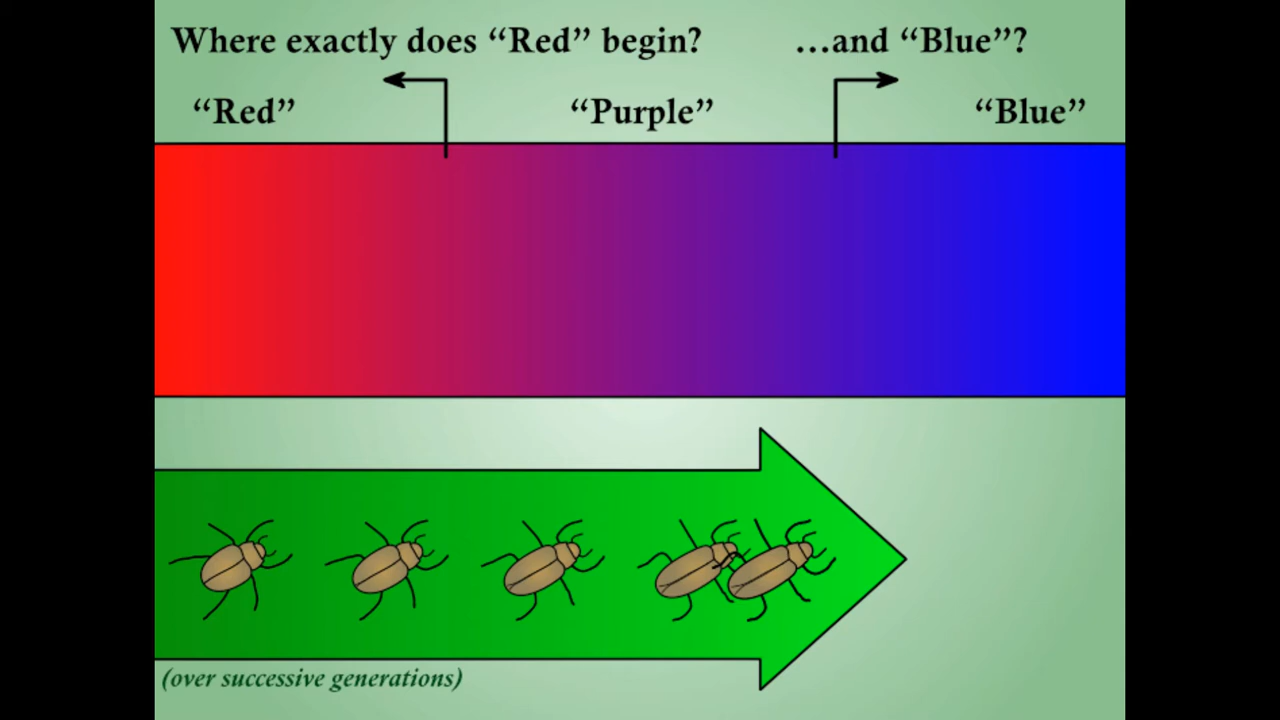 Where exactly does “Red” begin? …and “Blue”?
“Red” “Purple” “Blue”
(over successive generations)